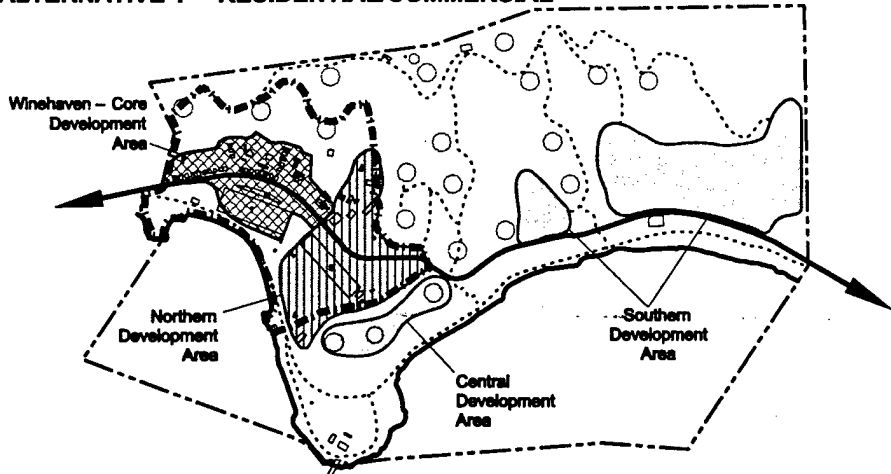 ALTERNATIVE 1 – RESIDENTIAL/COMMERCIAL
Winehaven – Core
Development
Area
Northern
Development
Area
Central
Development
Area
Southern
Development
Area